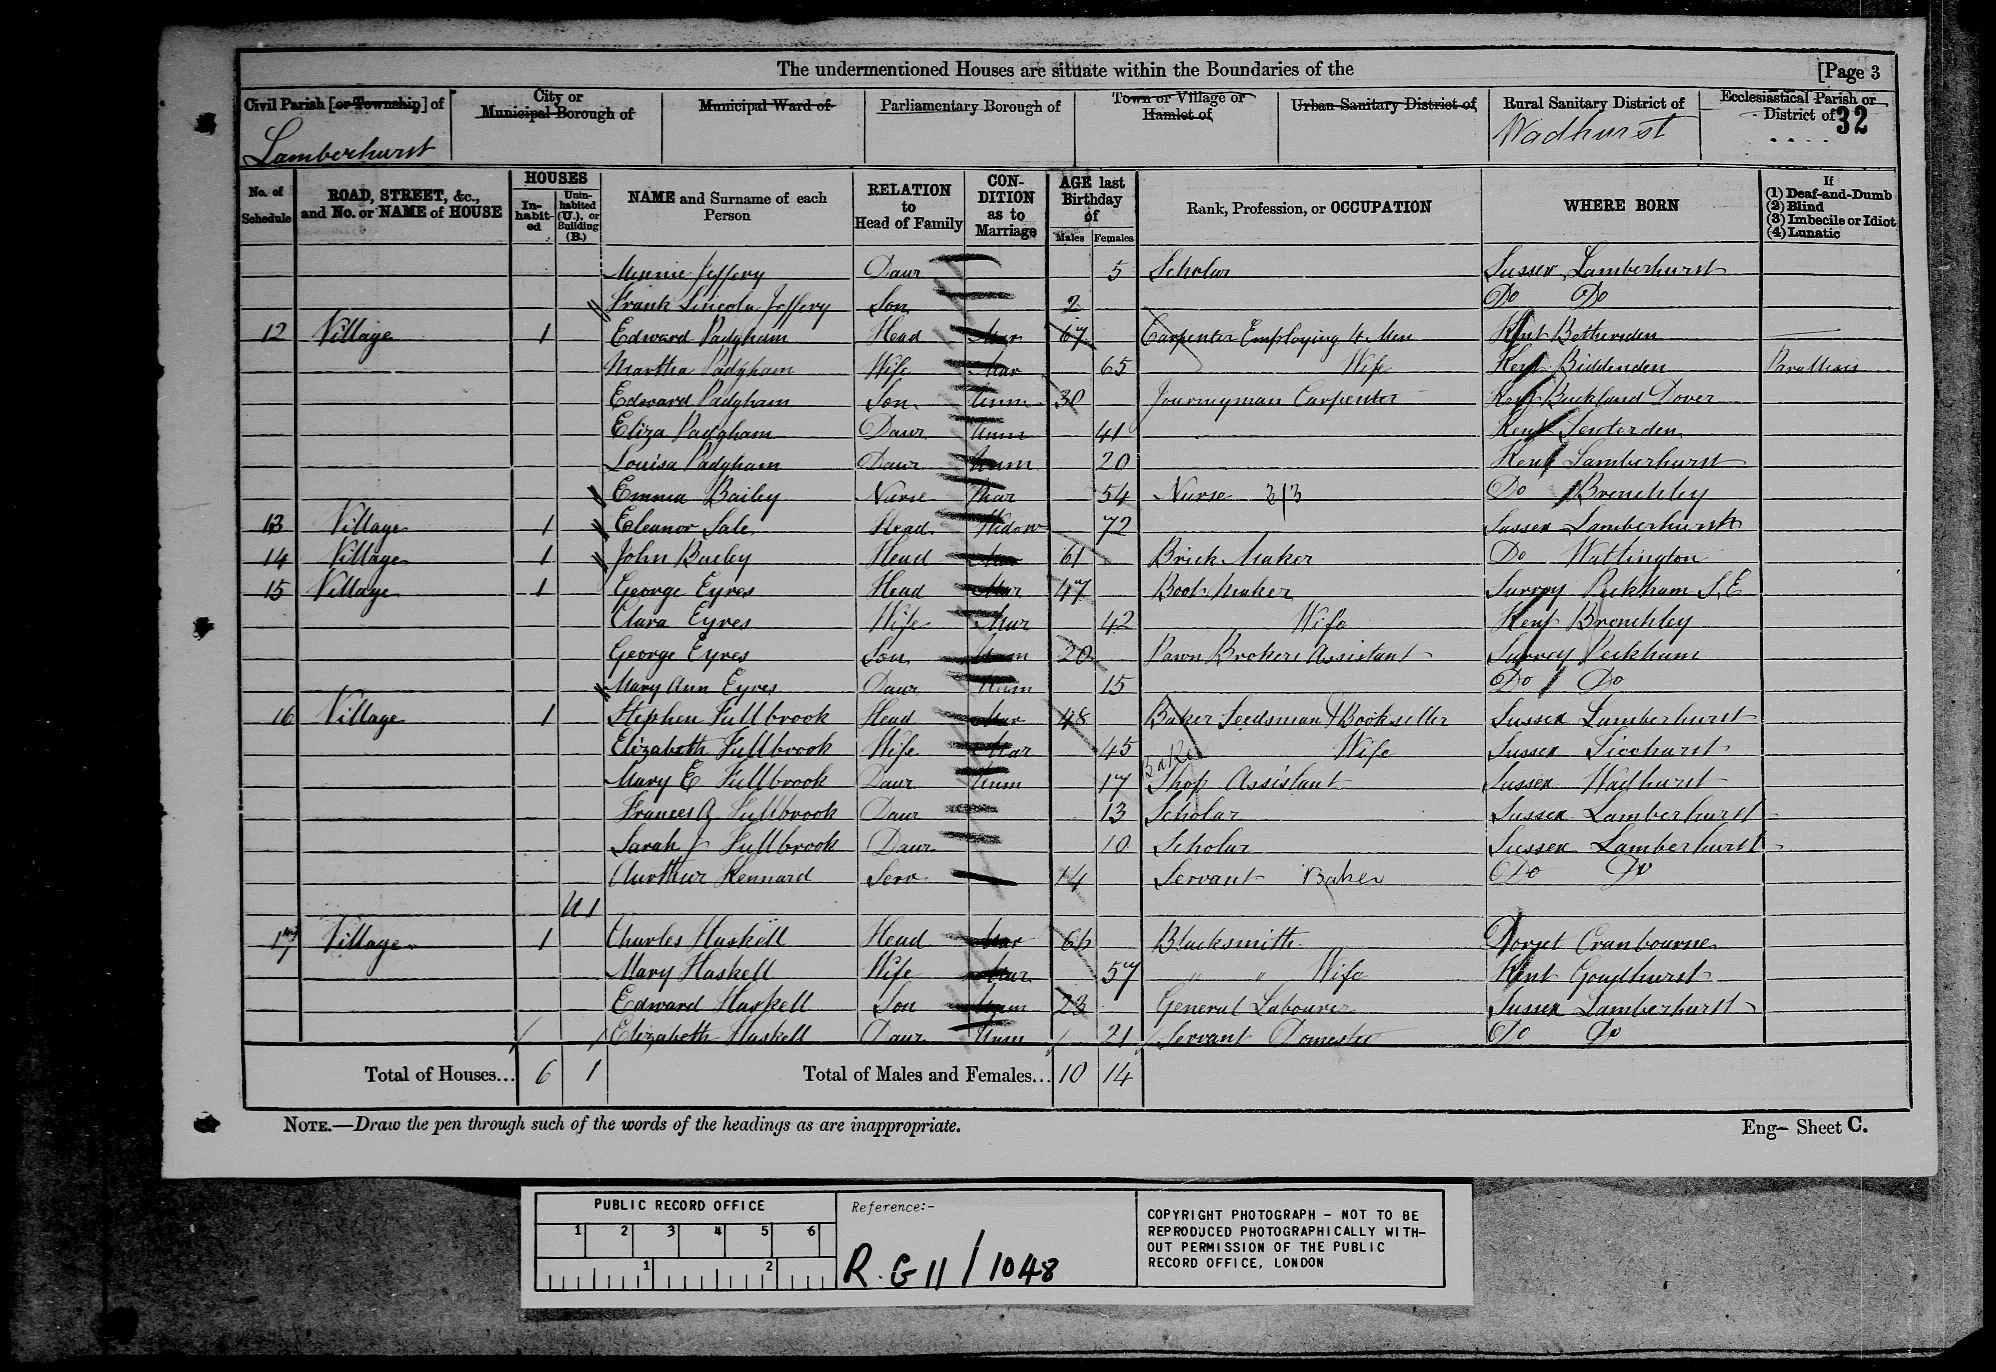 The undermentioned Houses are situate within the Boundaries of the [Page 3
Civil Parish [or Township] of City or Municipal Borough of Municipal Ward of Parliamentary Borough of Town or Village or Hamlet of Urban Sanitary District of Rural Sanitary District of Ecclesiastical Parish or District of 32
Lamberhurst Wadhurst
No. of Schedule ROAD, STREET, &c., and No. or NAME of HOUSE HOUSES In-habit-ed Unin-habited (U.), or Building (B.) NAME and Surname of each Person RELATION to Head of Family CON-DITION as to Marriage AGE last Birthday of Males Females Rank, Profession, or OCCUPATION WHERE BORN If (1) Deaf-and-Dumb (2) Blind (3) Imbecile or Idiot (4) Lunatic
Minnie Jeffery Daur 5 Scholar Sussex Lamberhurst
Frank Lincoln Jeffery Son 2 Do Do
12 Village 1 Edward Padgham Head Mar 67 Carpenter Employing 4 Men Kent Bethersden
Martha Padgham Wife Mar 65 Wife Kent Biddenden
Edward Padgham Son Unm 30 Journeyman Carpenter Kent Buckland Dover
Eliza Padgham Daur Unm 41 Kent Tenterden
Louisa Padgham Daur Unm 20 Kent Lamberhurst
Emma Bailey Nurse Mar 54 Nurse Do Brenchley
13 Village 1 Eleanor Sale Head Widow 72 Sussex Lamberhurst
14 Village 1 John Head Mar 61 Brick Maker Do
15 Village 1 George Eyres Head Mar 47 Boot Maker Surrey Peckham S.E
Clara Eyres Wife Mar 42 Wife Kent Brenchley
George Eyres Son Unm 20 Pawn Brokers Assistant Surrey Peckham
Mary Ann Eyres Daur Unm 15 Do Do
16 Village 1 Stephen Fullbrook Head Mar 48 Baker Seedsman & Bookseller Sussex Lamberhurst
Elizabeth Fullbrook Wife Mar 45 Wife Sussex Ticehurst
Mary E Fullbrook Daur Unm 17 Baker Shop Assistant Sussex Wadhurst
Frances A Fullbrook Daur 13 Scholar Sussex Lamberhurst
Sarah J Fullbrook Daur 10 Scholar Sussex Lamberhurst
Aurthur Kennard Serv 14 Servant Baker Do Do
U 1
17 Village 1 Charles Haskell Head Mar 66 Blacksmith Dorset Cranbourne
Mary Haskell Wife Mar 57 " " Wife Kent Goudhurst
Edward Haskell Son Unm 23 General Labourer Sussex Lamberhurst
Elizabeth Haskell Daur Unm 21 Servant Domestic Do Do
Total of Houses... 6 1 Total of Males and Females... 10 14
NOTE.—Draw the pen through such of the words of the headings as are inappropriate. Eng- Sheet C.
PUBLIC RECORD OFFICE
1 2 3 4 5 6
1 2
Reference:-
R.G 11 / 1048
COPYRIGHT PHOTOGRAPH - NOT TO BE
REPRODUCED PHOTOGRAPHICALLY WITH-
OUT PERMISSION OF THE PUBLIC
RECORD OFFICE, LONDON